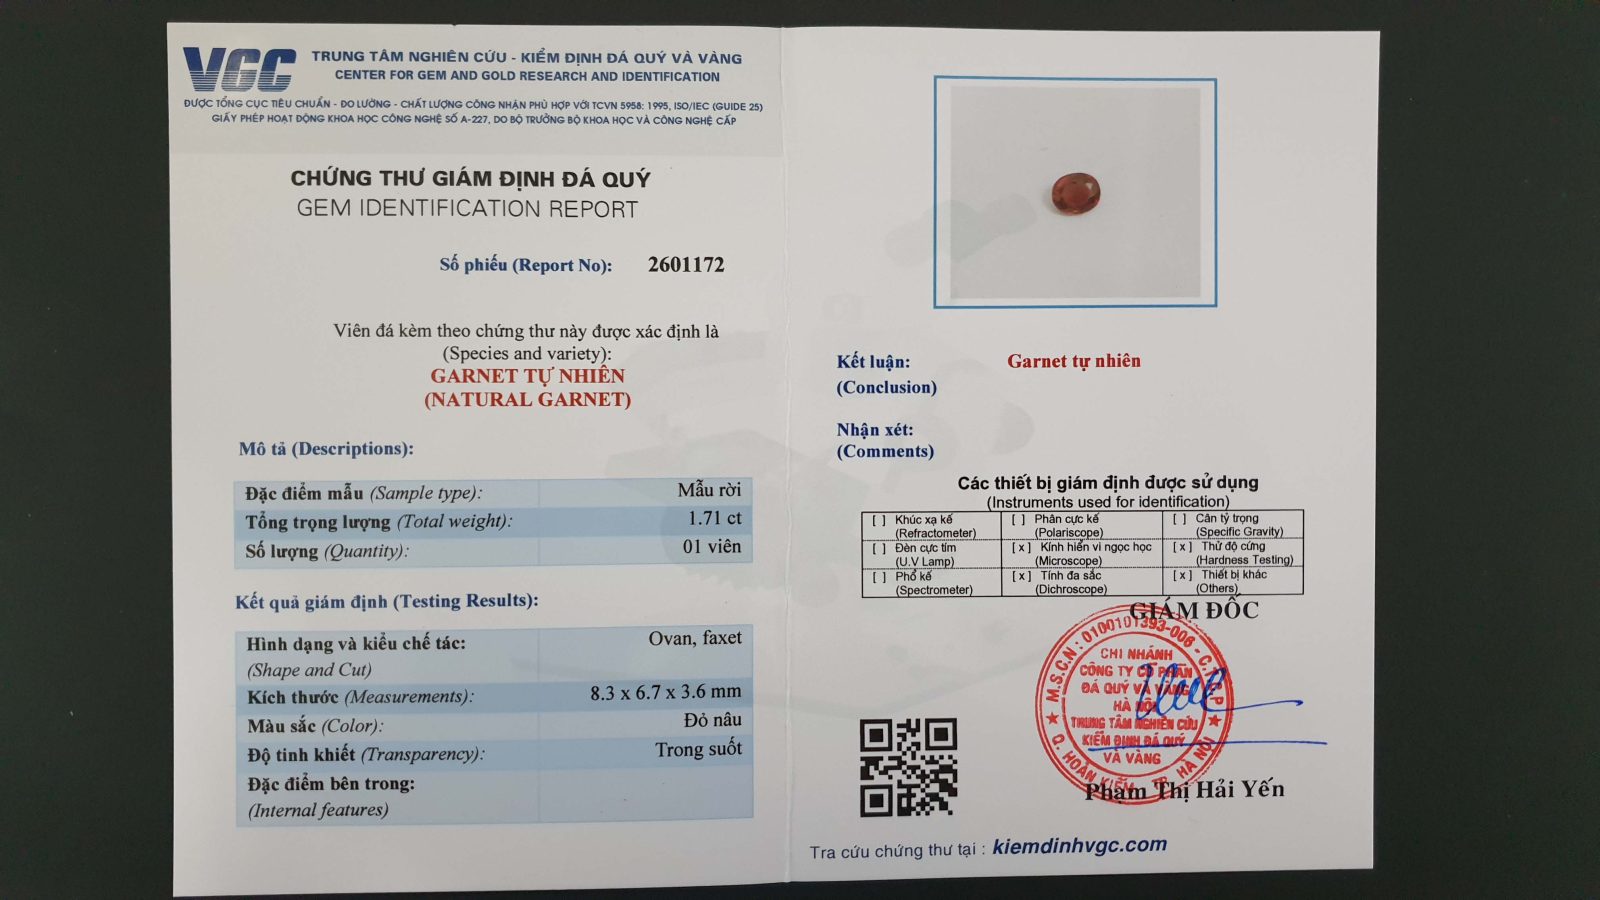 VGC
TRUNG TÂM NGHIÊN CỨU - KIỂM ĐỊNH ĐÁ QUÝ VÀ VÀNG
CENTER FOR GEM AND GOLD RESEARCH AND IDENTIFICATION
ĐƯỢC TỔNG CỤC TIÊU CHUẨN - ĐO LƯỜNG - CHẤT LƯỢNG CÔNG NHẬN PHÙ HỢP VỚI TCVN 5958: 1995, ISO/IEC (GUIDE 25)
GIẤY PHÉP HOẠT ĐỘNG KHOA HỌC CÔNG NGHỆ SỐ A-227, DO BỘ TRƯỞNG BỘ KHOA HỌC VÀ CÔNG NGHỆ CẤP
CHỨNG THƯ GIÁM ĐỊNH ĐÁ QUÝ
GEM IDENTIFICATION REPORT
Số phiếu (Report No): 2601172
Viên đá kèm theo chứng thư này được xác định là
(Species and variety):
GARNET TỰ NHIÊN
(NATURAL GARNET)
Mô tả (Descriptions):
Đặc điểm mẫu (Sample type): Mẫu rời
Tổng trọng lượng (Total weight): 1.71 ct
Số lượng (Quantity): 01 viên
Kết quả giám định (Testing Results):
Hình dạng và kiểu chế tác: Ovan, faxet
(Shape and Cut)
Kích thước (Measurements): 8.3 x 6.7 x 3.6 mm
Màu sắc (Color): Đỏ nâu
Độ tinh khiết (Transparency): Trong suốt
Đặc điểm bên trong:
(Internal features)
Kết luận: Garnet tự nhiên
(Conclusion)
Nhận xét:
(Comments)
Các thiết bị giám định được sử dụng
(Instruments used for identification)
[ ] Khúc xạ kế [ ] Phân cực kế [ ] Cân tỷ trọng
(Refractometer) (Polariscope) (Specific Gravity)
[ ] Đèn cực tím [x] Kính hiển vi ngọc học [x] Thử độ cứng
(U.V Lamp) (Microscope) (Hardness Testing)
[ ] Phổ kế [x] Tính đa sắc [x] Thiết bị khác
(Spectrometer) (Dichroscope) (Others)
GIÁM ĐỐC
M.S.C.N: 0100101393-006 - C.T.C.P
CHI NHÁNH
CÔNG TY CỔ PHẦN
ĐÁ QUÝ VÀ VÀNG
HÀ NỘI
TRUNG TÂM NGHIÊN CỨU
KIỂM ĐỊNH ĐÁ QUÝ
VÀ VÀNG
Q. HOÀN KIẾM TP. HÀ NỘI
Phạm Thị Hải Yến
Tra cứu chứng thư tại : kiemdinhvgc.com